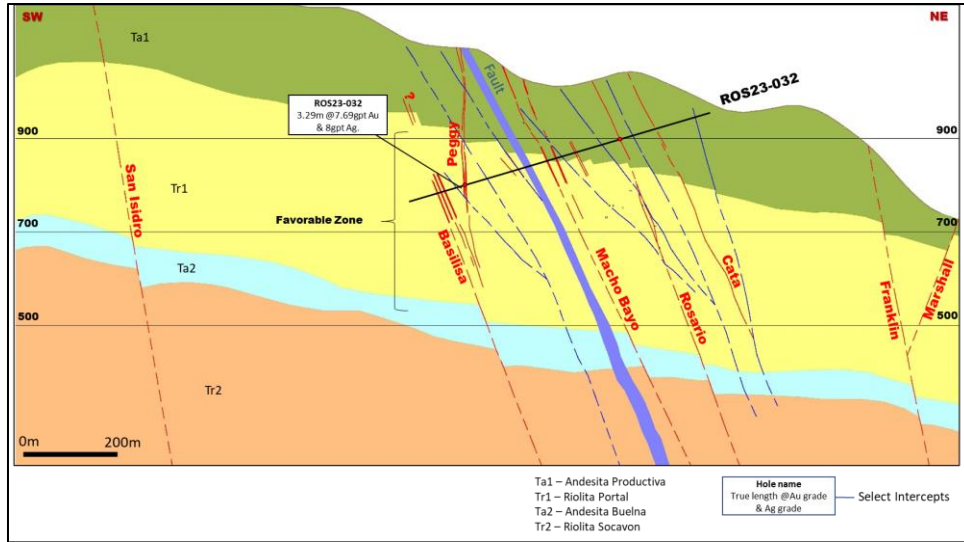 SW
NE
Ta1
Fault
ROS23-032
ROS23-032
3.29m @7.69gpt Au
& 8gpt Ag.
?
900
900
Peggy
San Isidro
Tr1
Favorable Zone
700
700
Basilisa
Ta2
Macho Bayo
Rosario
Cata
Franklin
Marshall
500
500
Tr2
0m
200m
Ta1 – Andesita Productiva
Tr1 – Riolita Portal
Ta2 – Andesita Buelna
Tr2 – Riolita Socavon
Hole name
True length @Au grade
& Ag grade
Select Intercepts